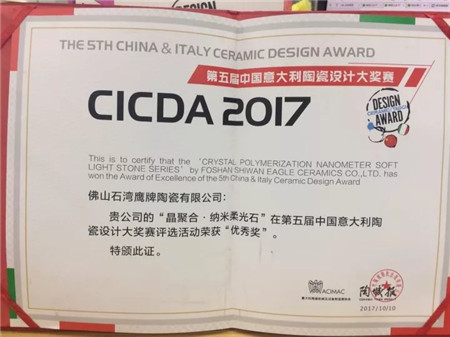 THE 5TH CHINA & ITALY CERAMIC DESIGN AWARD
第五届中国意大利陶瓷设计大奖赛
CICDA 2017
DESIGN
AWARD
This is to certify that the "CRYSTAL POLYMERIZATION NANOMETER SOFT
LIGHT STONE SERIES" by FOSHAN SHIWAN EAGLE CERAMICS CO.,LTD. has
won the Award of Excellence of the 5th China & Italy Ceramic Design Award
佛山石湾鹰牌陶瓷有限公司：
贵公司的“晶聚合·纳米柔光石”在第五届中国意大利陶
瓷设计大奖赛评选活动荣获“优秀奖”。
特颁此证。
ACIMAC
陶城报
2017/10/10